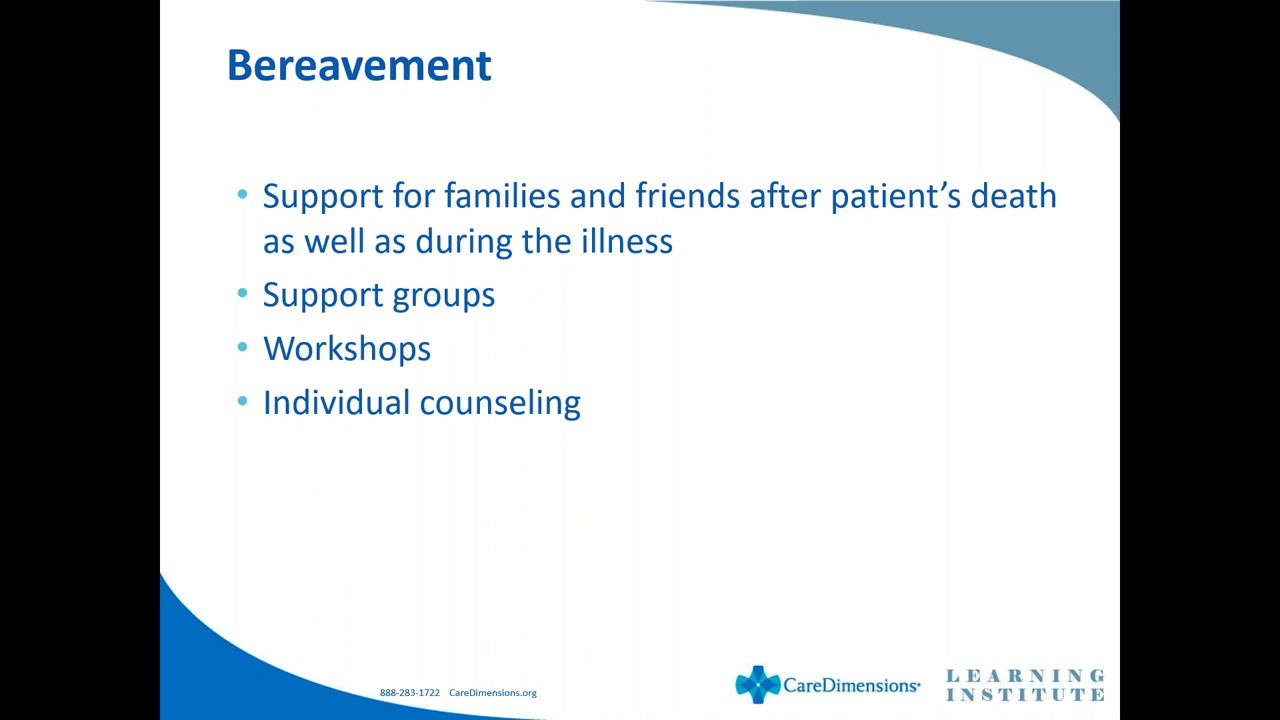 Bereavement
• Support for families and friends after patient’s death
as well as during the illness
• Support groups
• Workshops
• Individual counseling
888-283-1722 CareDimensions.org
CareDimensions
LEARNING
INSTITUTE